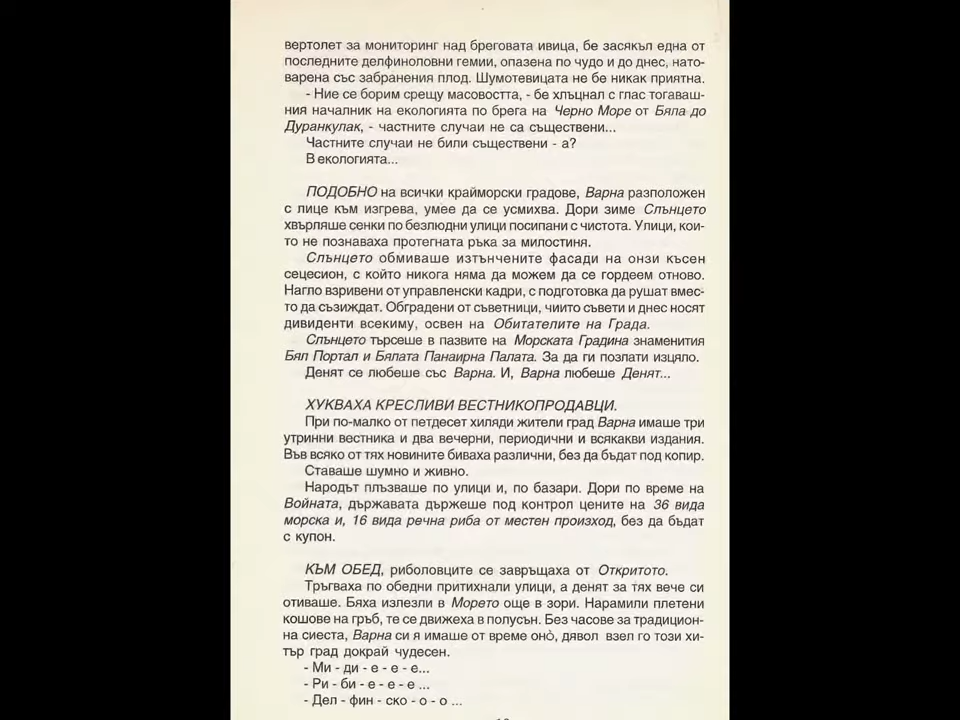 вертолет за мониторинг над бреговата ивица, бе засякъл една от
последните делфиноловни гемии, опазена по чудо и до днес, нато-
варена със забранения плод. Шумотевицата не бе никак приятна.
- Ние се борим срещу масовостта, - бе хлъцнал с глас тогаваш-
ния началник на екологията по брега на Черно Море от Бяла до
Дуранкулак, - частните случаи не са съществени...
Частните случаи не били съществени - а?
В екологията...
ПОДОБНО на всички крайморски градове, Варна разположен
с лице към изгрева, умее да се усмихва. Дори зиме Слънцето
хвърляше сенки по безлюдни улици посипани с чистота. Улици, кои-
то не познаваха протегната ръка за милостиня.
Слънцето обмиваше изтънчените фасади на онзи късен
сецесион, с който никога няма да можем да се гордеем отново.
Нагло взривени от управленски кадри, с подготовка да рушат вмес-
то да съзиждат. Обградени от съветници, чиито съвети и днес носят
дивиденти всекиму, освен на Обитателите на Града.
Слънцето търсеше в пазвите на Морската Градина знаменития
Бял Портал и Бялата Панаирна Палата. За да ги позлати изцяло.
Денят се любеше със Варна. И, Варна любеше Денят...
ХУКВАХА КРЕСЛИВИ ВЕСТНИКОПРОДАВЦИ.
При по-малко от петдесет хиляди жители град Варна имаше три
утринни вестника и два вечерни, периодични и всякакви издания.
Във всяко от тях новините биваха различни, без да бъдат под копир.
Ставаше шумно и живно.
Народът плъзваше по улици и, по базари. Дори по време на
Войната, държавата държеше под контрол цените на 36 вида
морска и, 16 вида речна риба от местен произход, без да бъдат
с купон.
КЪМ ОБЕД, риболовците се завръщаха от Откритото.
Тръгваха по обедни притихнали улици, а денят за тях вече си
отиваше. Бяха излезли в Морето още в зори. Нарамили плетени
кошове на гръб, те се движеха в полусън. Без часове за традицион-
на сиеста, Варна си я имаше от време онò, дявол взел го този хи-
тър град докрай чудесен.
- Ми - ди - е - е - е...
- Ри - би - е - е - е ...
- Дел - фин - ско - о - о ...